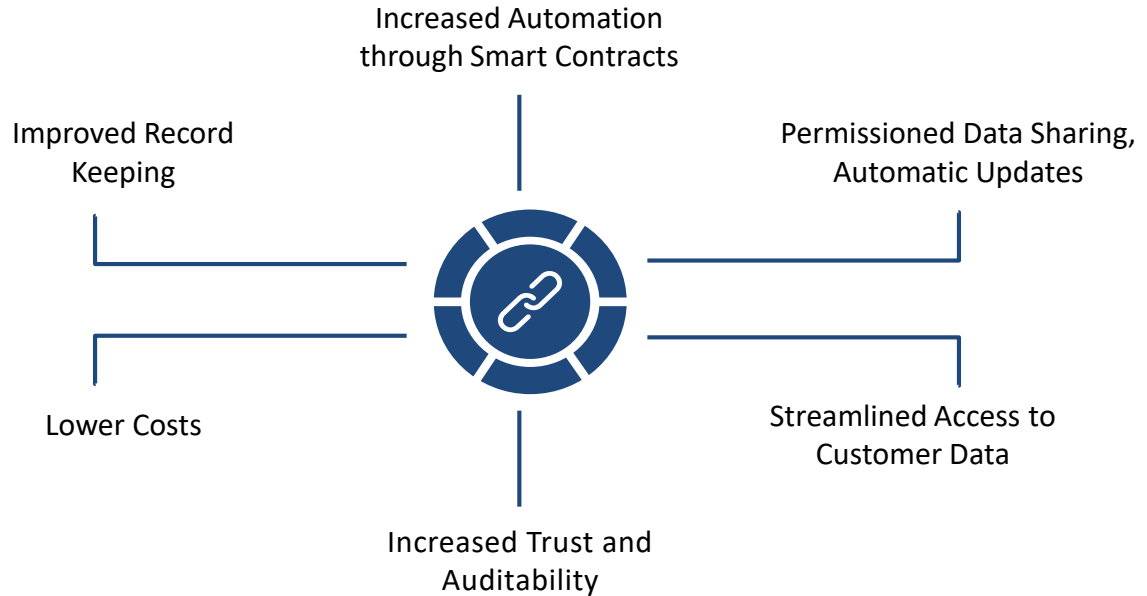 Increased Automation
through Smart Contracts
Improved Record
Keeping
Permissioned Data Sharing,
Automatic Updates
Lower Costs
Streamlined Access to
Customer Data
Increased Trust and
Auditability